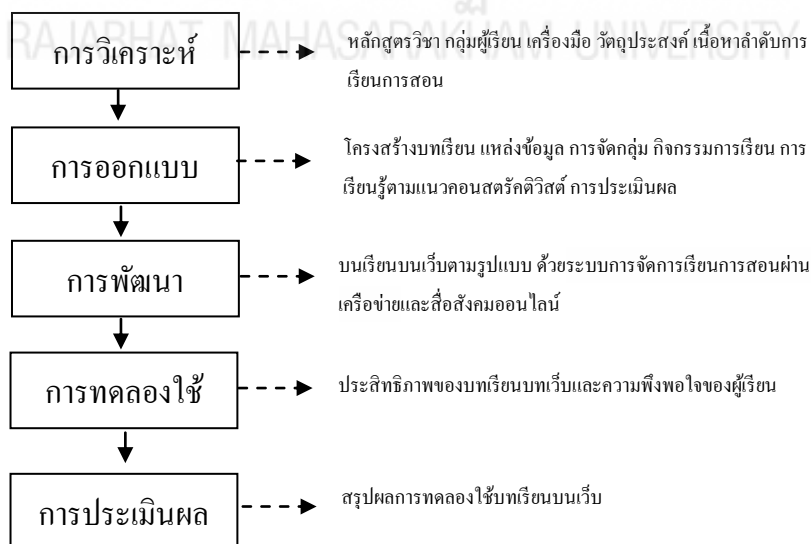 RAJABHAT MAHASARAKHAM UNIVERSITY
การวิเคราะห์
หลักสูตรวิชา กลุ่มผู้เรียน เครื่องมือ วัตถุประสงค์ เนื้อหาลำดับการ
เรียนการสอน
การออกแบบ
โครงสร้างบทเรียน แหล่งข้อมูล การจัดกลุ่ม กิจกรรมการเรียน การ
เรียนรู้ตามแนวคอนสตรัคติวิสต์ การประเมินผล
การพัฒนา
บนเรียนบนเว็บตามรูปแบบ ด้วยระบบการจัดการเรียนการสอนผ่าน
เครือข่ายและสื่อสังคมออนไลน์
การทดลองใช้
ประสิทธิภาพของบทเรียนบทเว็บและความพึงพอใจของผู้เรียน
การประเมินผล
สรุปผลการทดลองใช้บทเรียนบนเว็บ